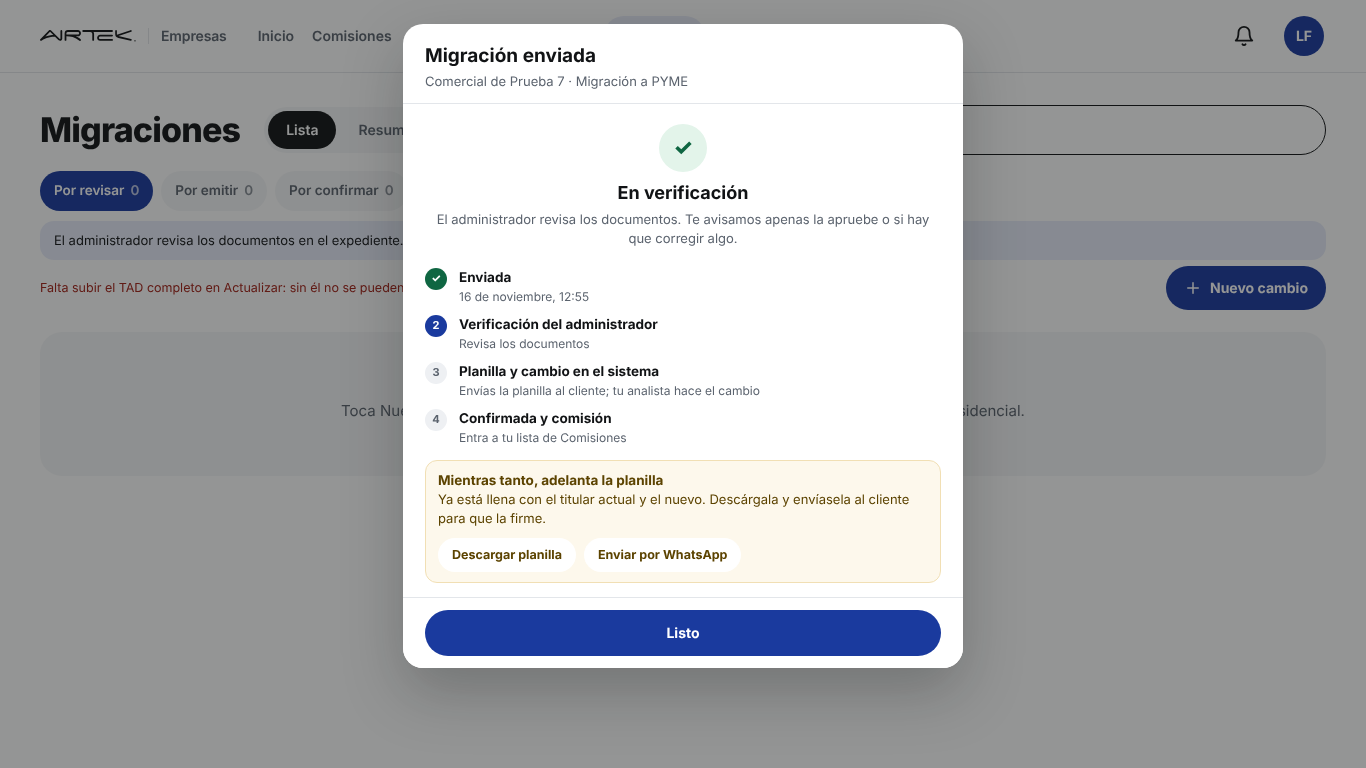 AIRTEK.
Empresas
Inicio
Comisiones
LF
Migraciones
Lista
Por revisar 0
Por emitir 0
Por confirmar 0
El administrador revisa los documentos en el expediente.
Falta subir el TAD completo en Actualizar: sin él no se pueden
Nuevo cambio
Toca
Migración enviada
Comercial de Prueba 7 · Migración a PYME
En verificación
El administrador revisa los documentos. Te avisamos apenas la apruebe o si hay
que corregir algo.
Enviada
16 de noviembre, 12:55
2
Verificación del administrador
Revisa los documentos
3
Planilla y cambio en el sistema
Envías la planilla al cliente; tu analista hace el cambio
4
Confirmada y comisión
Entra a tu lista de Comisiones
Mientras tanto, adelanta la planilla
Ya está llena con el titular actual y el nuevo. Descárgala y envíasela al cliente
para que la firme.
Descargar planilla
Enviar por WhatsApp
Listo